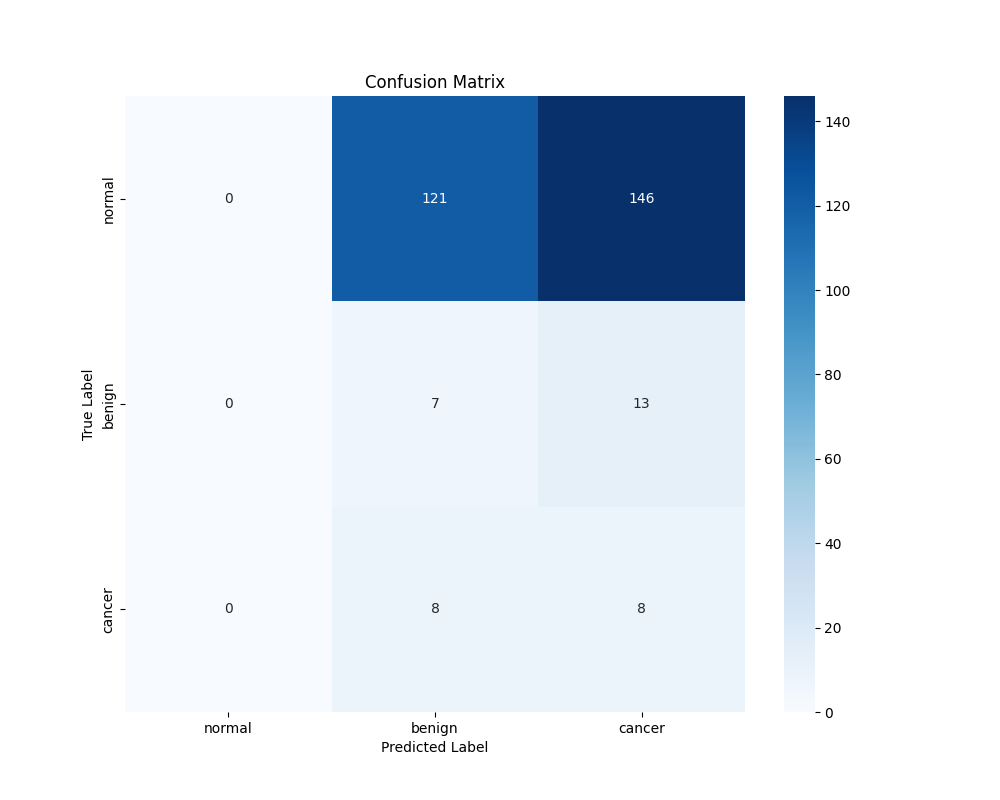 Confusion Matrix
True Label
normal
benign
cancer
0 121 146
0 7 13
0 8 8
normal benign cancer
Predicted Label
140
120
100
80
60
40
20
0